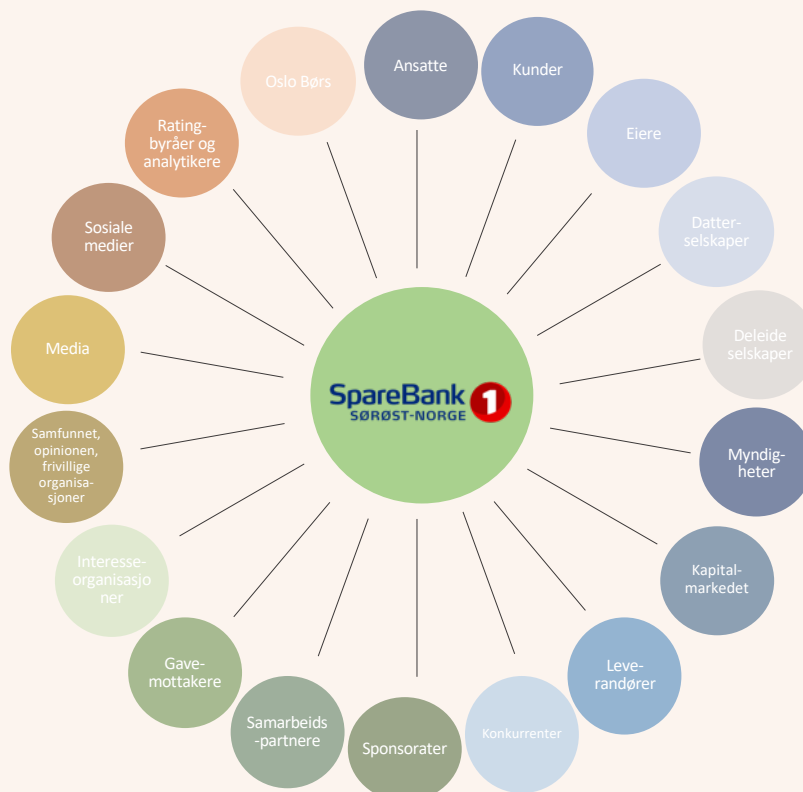 Ansatte
Kunder
Eiere
Datter-
selskaper
Deleide
selskaper
Myndig-
heter
Kapital-
markedet
Leve-
randører
Konkurrenter
Sponsorater
Samarbeids
-partnere
Gave-
mottakere
Interesse-
organisasjo
ner
Samfunnet,
opinionen,
frivillige
organisa-
sjoner
Media
Sosiale
medier
Rating-
byråer og
analytikere
Oslo Børs
SpareBank 1
SØRØST-NORGE